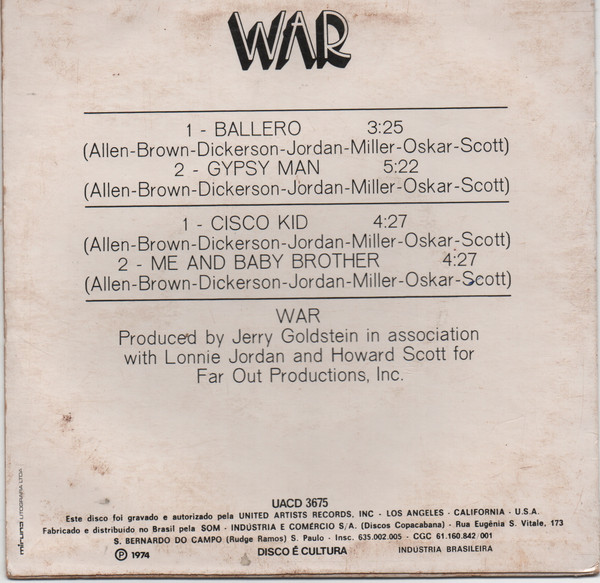 WAR
1 - BALLERO 3:25
(Allen-Brown-Dickerson-Jordan-Miller-Oskar-Scott)
2 - GYPSY MAN 5:22
(Allen-Brown-Dickerson-Jordan-Miller-Oskar-Scott)
1 - CISCO KID 4:27
(Allen-Brown-Dickerson-Jordan-Miller-Oskar-Scott)
2 - ME AND BABY BROTHER 4:27
(Allen-Brown-Dickerson-Jordan-Miller-Oskar-Scott)
WAR
Produced by Jerry Goldstein in association
with Lonnie Jordan and Howard Scott for
Far Out Productions, Inc.
UACD 3675
Este disco foi gravado e autorizado pela UNITED ARTISTS RECORDS, INC - LOS ANGELES - CALIFORNIA - U.S.A.
Fabricado e distribuido no Brasil pela SOM - INDÚSTRIA E COMÉRCIO S/A. (Discos Copacabana) - Rua Eugênia S. Vitale, 173
S. BERNARDO DO CAMPO (Rudge Ramos) S. Paulo - Insc. 635.002.005 - CGC 61.160.842/001
Ⓟ 1974 DISCO É CULTURA INDÚSTRIA BRASILEIRA
LITOGRAFIA LTDA